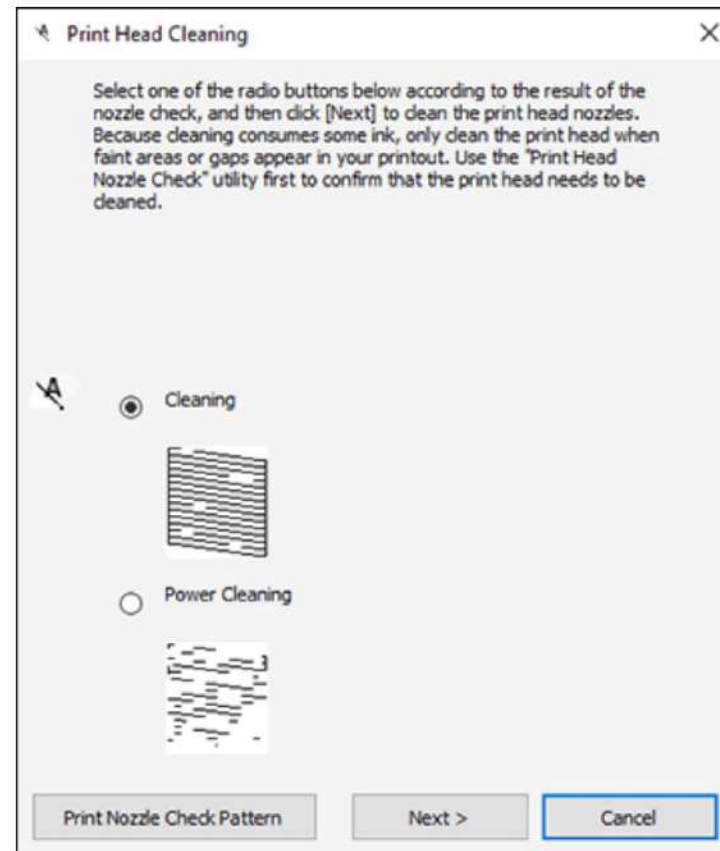 Print Head Cleaning
Select one of the radio buttons below according to the result of the
nozzle check, and then click [Next] to clean the print head nozzles.
Because cleaning consumes some ink, only clean the print head when
faint areas or gaps appear in your printout. Use the "Print Head
Nozzle Check" utility first to confirm that the print head needs to be
cleaned.
A
Cleaning
Power Cleaning
Print Nozzle Check Pattern
Next >
Cancel